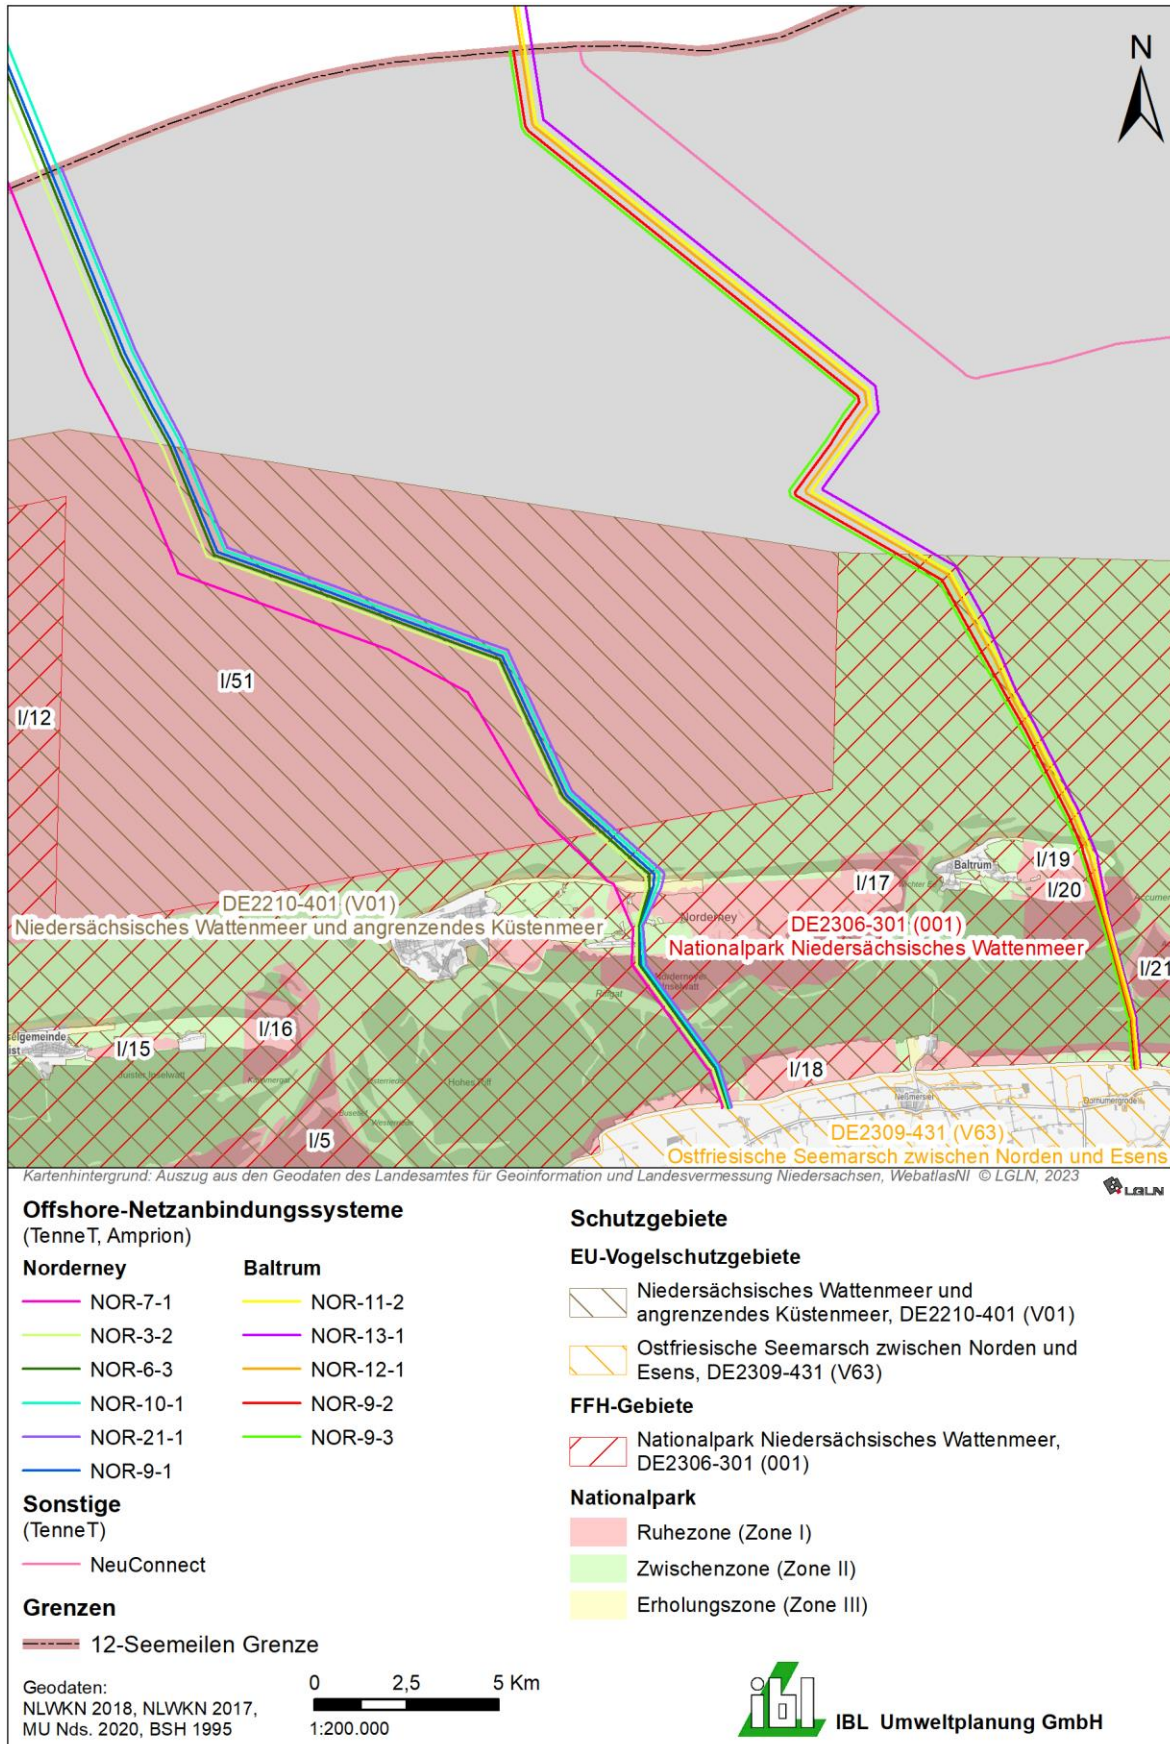 N
I/51
I/12
I/19
Baltrum
I/17
I/20
DE2210-401 (V01)
Niedersächsisches Wattenmeer und angrenzendes Küstenmeer
Norderney
DE2306-301 (001)
Nationalpark Niedersächsisches Wattenmeer
I/21
Norderneyer
Inselwatt
I/16
I/15
Juister Inselwatt
I/18
Hohes Riff
I/5
Neßmersiel
Dornumergrode
DE2309-431 (V63)
Ostfriesische Seemarsch zwischen Norden und Esens
Kartenhintergrund: Auszug aus den Geodaten des Landesamtes für Geoinformation und Landesvermessung Niedersachsen, WebatlasNI © LGLN, 2023
LGLN
Offshore-Netzanbindungssysteme
(TenneT, Amprion)
Norderney
NOR-7-1
NOR-3-2
NOR-6-3
NOR-10-1
NOR-21-1
NOR-9-1
Baltrum
NOR-11-2
NOR-13-1
NOR-12-1
NOR-9-2
NOR-9-3
Sonstige
(TenneT)
NeuConnect
Grenzen
12-Seemeilen Grenze
Geodaten:
NLWKN 2018, NLWKN 2017,
MU Nds. 2020, BSH 1995
0 2,5 5 Km
1:200.000
Schutzgebiete
EU-Vogelschutzgebiete
Niedersächsisches Wattenmeer und
angrenzendes Küstenmeer, DE2210-401 (V01)
Ostfriesische Seemarsch zwischen Norden und
Esens, DE2309-431 (V63)
FFH-Gebiete
Nationalpark Niedersächsisches Wattenmeer,
DE2306-301 (001)
Nationalpark
Ruhezone (Zone I)
Zwischenzone (Zone II)
Erholungszone (Zone III)
ibl
IBL Umweltplanung GmbH